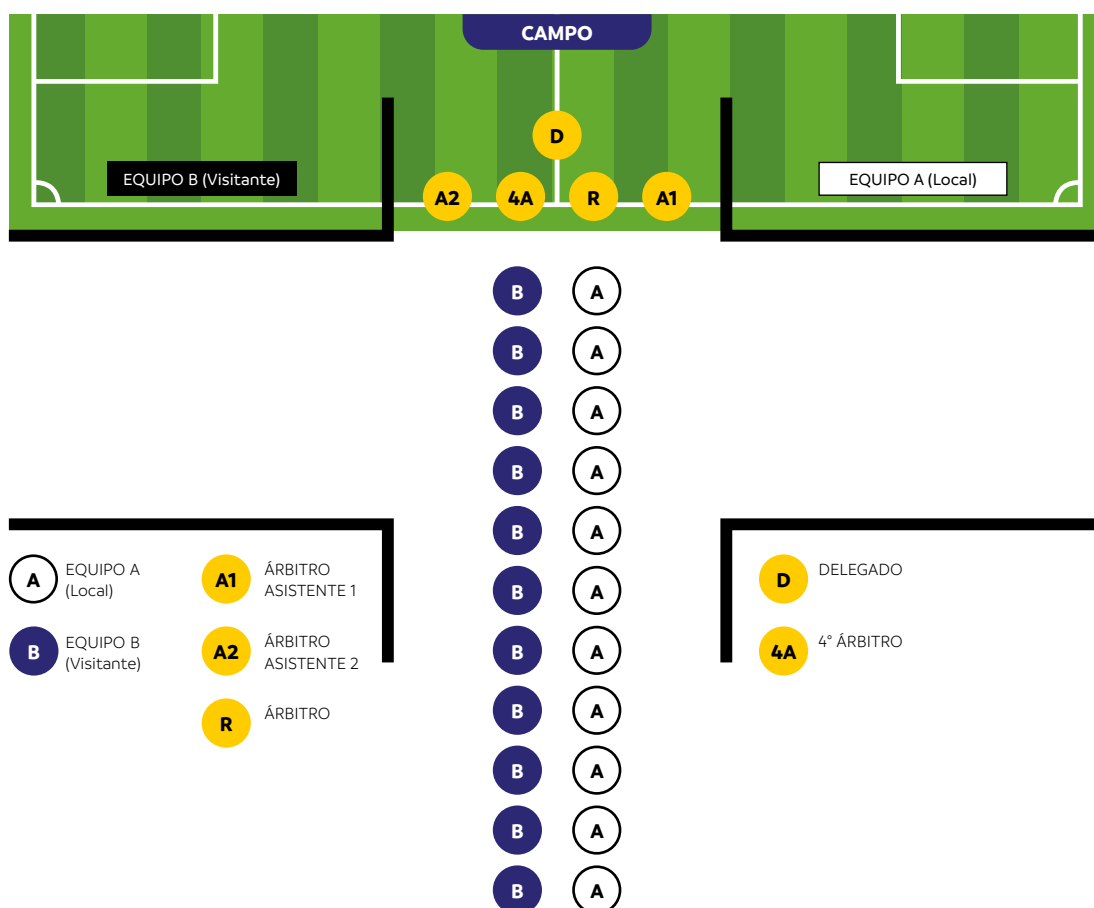 CAMPO
D
EQUIPO B (Visitante)
EQUIPO A (Local)
A2 4A R A1
B A
B A
B A
B A
B A
B A
B A
B A
B A
B A
B A
A EQUIPO A
(Local)
B EQUIPO B
(Visitante)
A1 ÁRBITRO
ASISTENTE 1
A2 ÁRBITRO
ASISTENTE 2
R ÁRBITRO
D DELEGADO
4A 4° ÁRBITRO